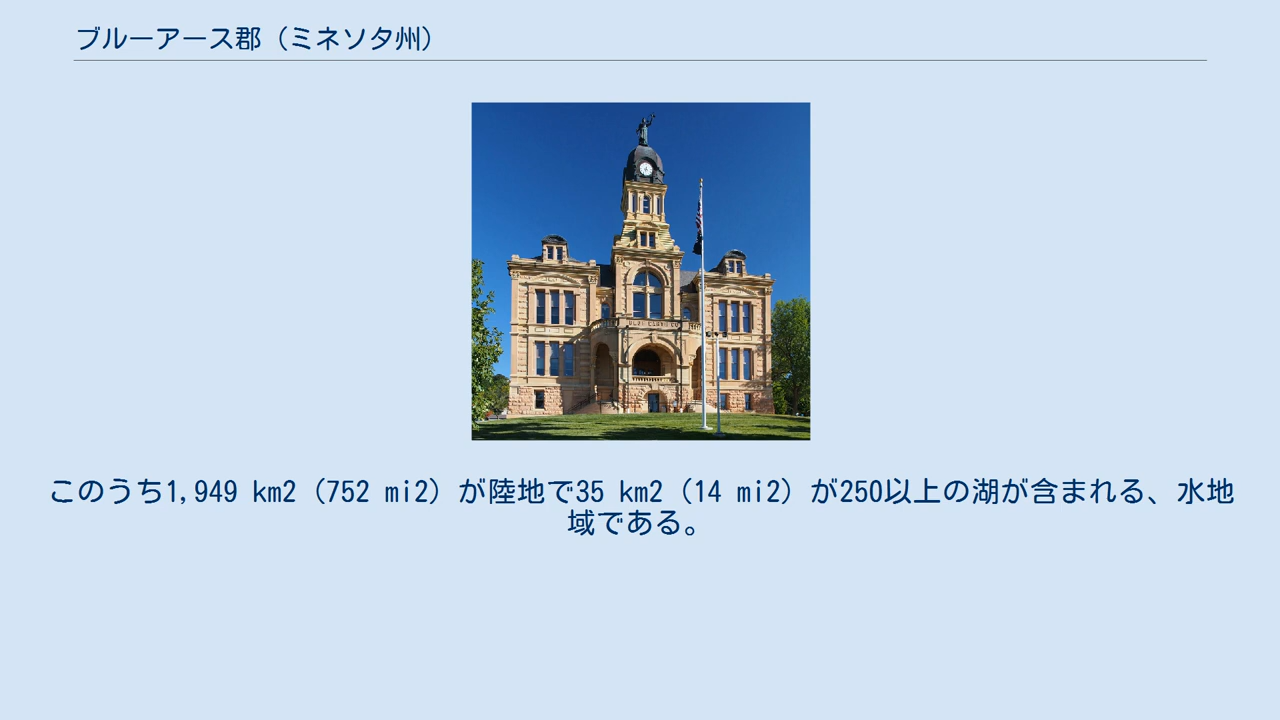 ブルーアース郡（ミネソタ州）
このうち1,949 km2（752 mi2）が陸地で35 km2（14 mi2）が250以上の湖が含まれる、水地
域である。